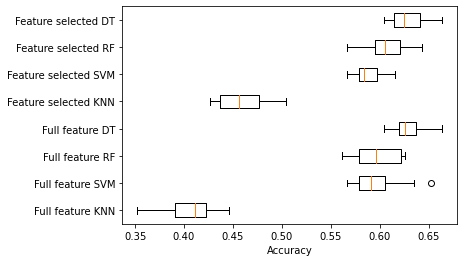 Feature selected DT
Feature selected RF
Feature selected SVM
Feature selected KNN
Full feature DT
Full feature RF
Full feature SVM
Full feature KNN
0.35 0.40 0.45 0.50 0.55 0.60 0.65
Accuracy